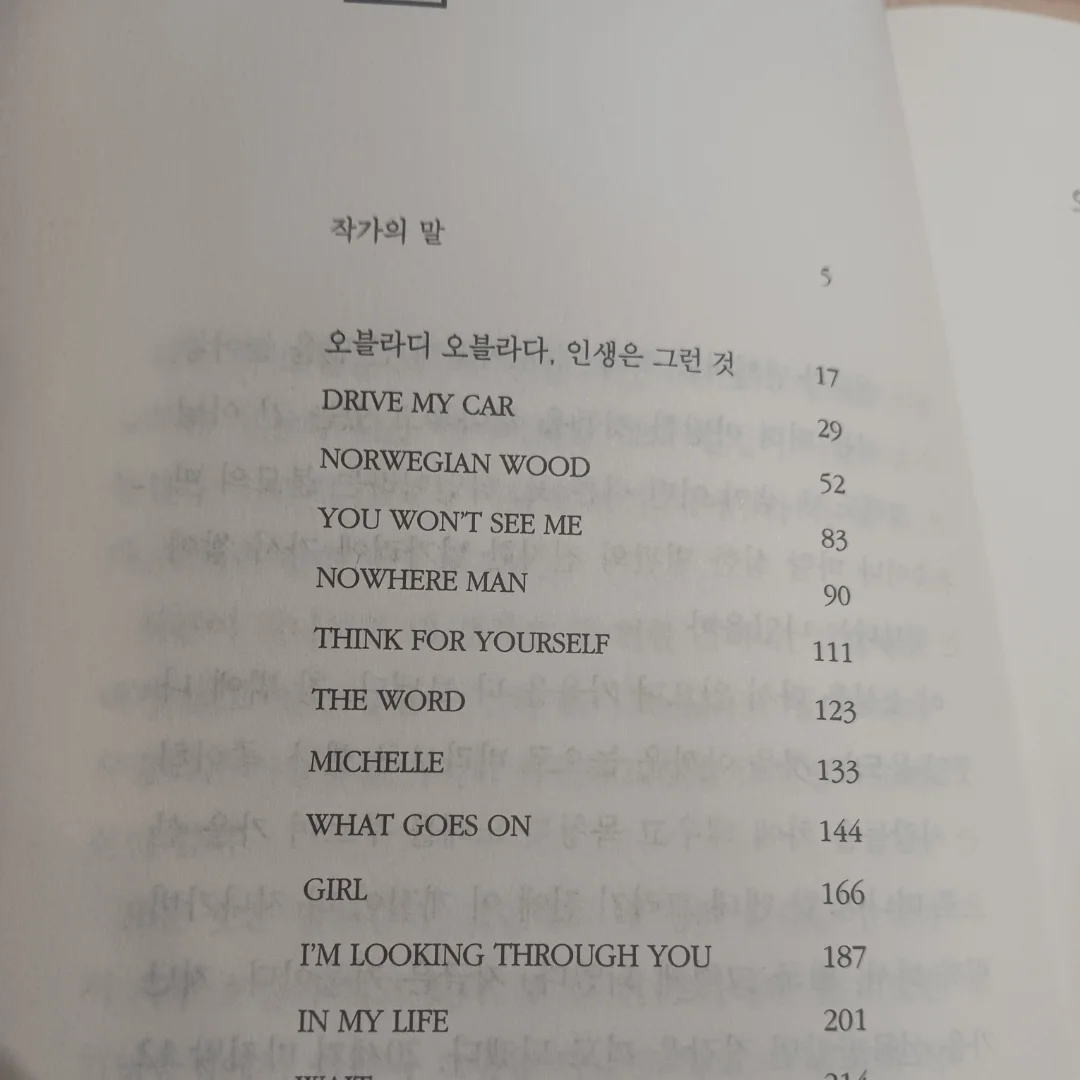 작가의 말 5
오블라디 오블라다, 인생은 그런 것 17
DRIVE MY CAR 29
NORWEGIAN WOOD 52
YOU WON'T SEE ME 83
NOWHERE MAN 90
THINK FOR YOURSELF 111
THE WORD 123
MICHELLE 133
WHAT GOES ON 144
GIRL 166
I'M LOOKING THROUGH YOU 187
IN MY LIFE 201
WAIT 214